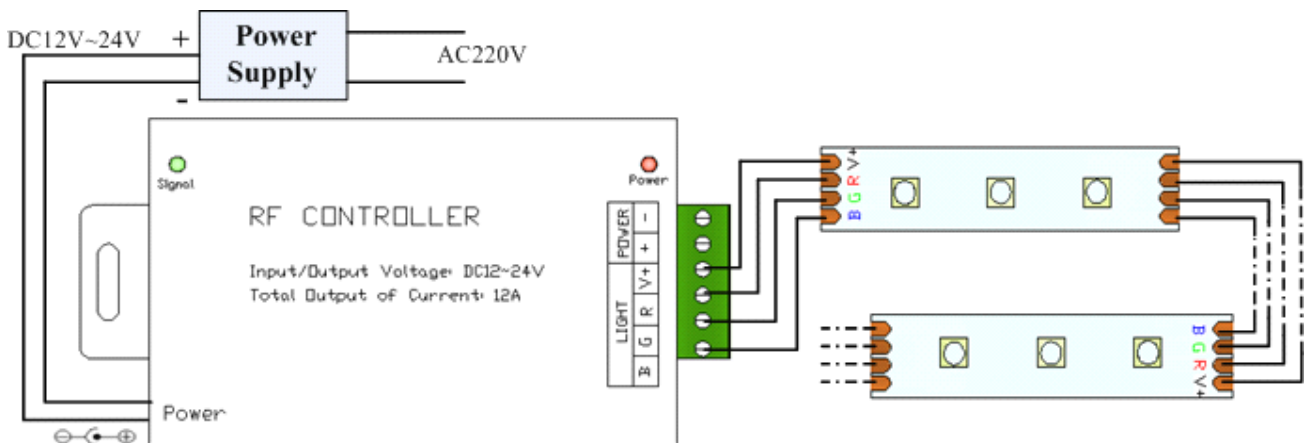 DC12V~24V
+
-
Power
Supply
AC220V
Signal
Power
RF CONTROLLER
Input/Output Voltage: DC12~24V
Total Output of Current: 12A
POWER
-
+
LIGHT
V+
R
G
B
Power
V+
R
G
B
B
G
R
V+